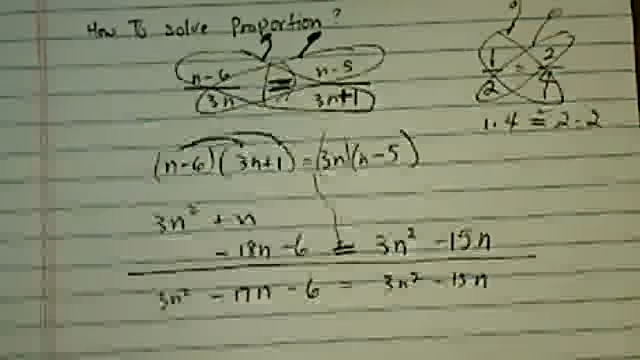 How To solve Proportion?
n-6 / 3n = n-5 / 3n+1
1/2 = 2/4
1.4 = 2-2
(n-6)(3n+1) = (3n)(n-5)
3n² + n
-18n -6 = 3n² -15n
3n² - 17n - 6 = 3n² - 15n